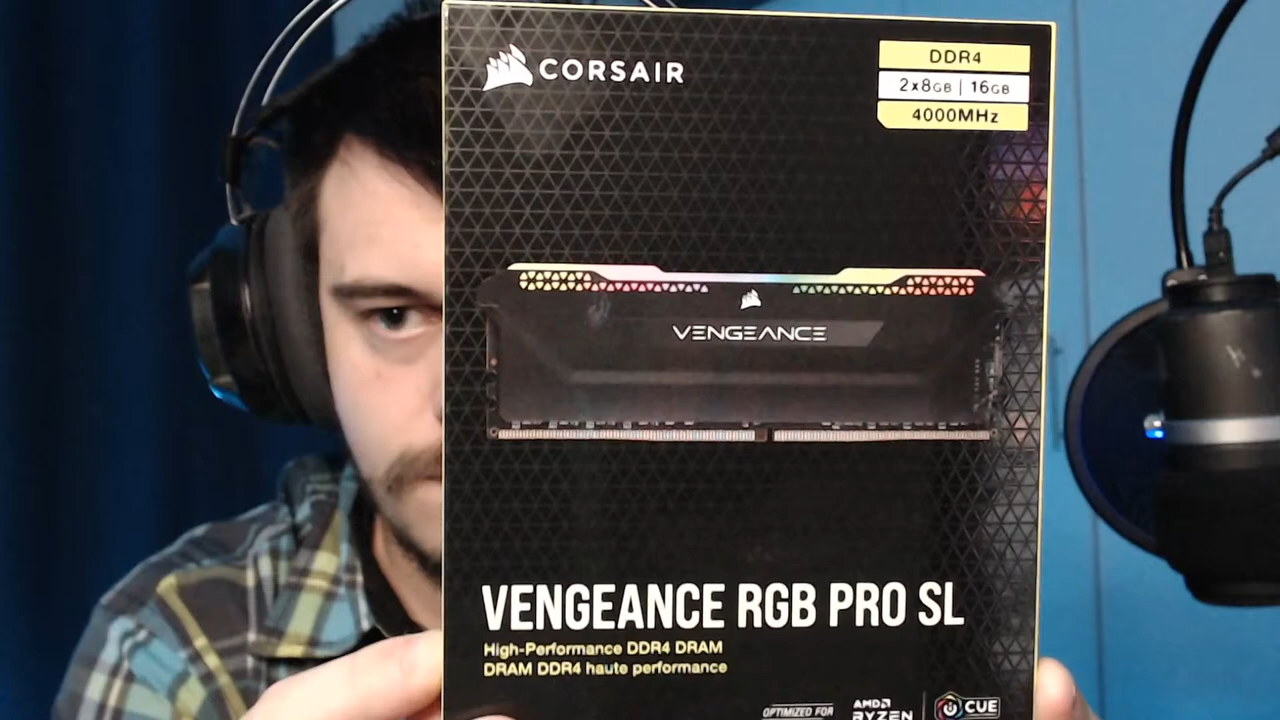 CORSAIR
DDR4
2x8GB | 16GB
4000MHz
VENGEANCE
VENGEANCE RGB PRO SL
High-Performance DDR4 DRAM
DRAM DDR4 haute performance
OPTIMIZED FOR
AMD
RYZEN
CUE